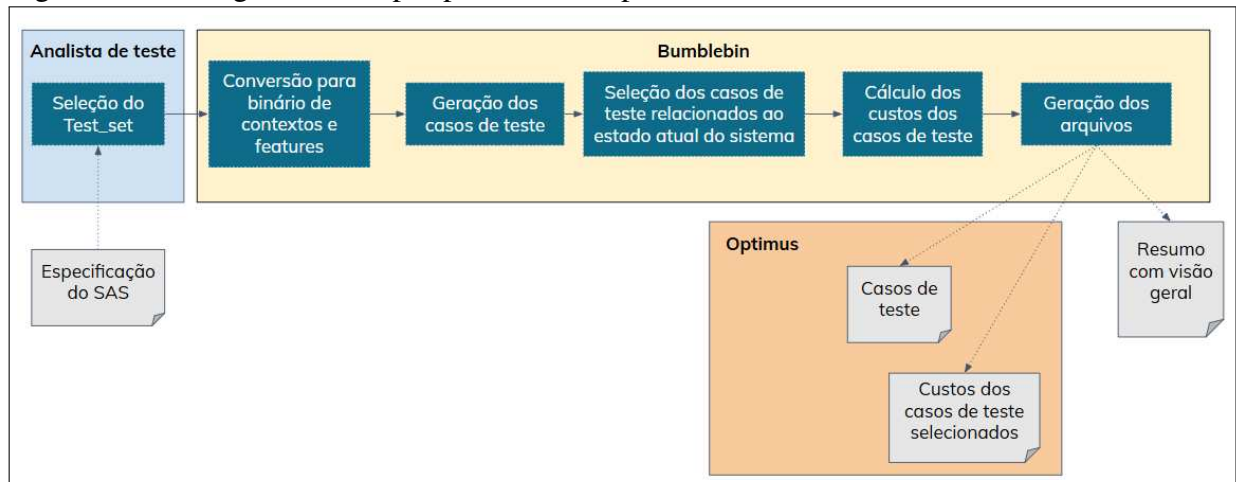 Analista de teste
Seleção do
Test_set
Especificação
do SAS
Bumblebin
Conversão para
binário de
contextos e
features
Geração dos
casos de teste
Seleção dos casos de
teste relacionados ao
estado atual do sistema
Cálculo dos
custos dos
casos de teste
Geração dos
arquivos
Optimus
Casos de
teste
Custos dos
casos de teste
selecionados
Resumo
com visão
geral